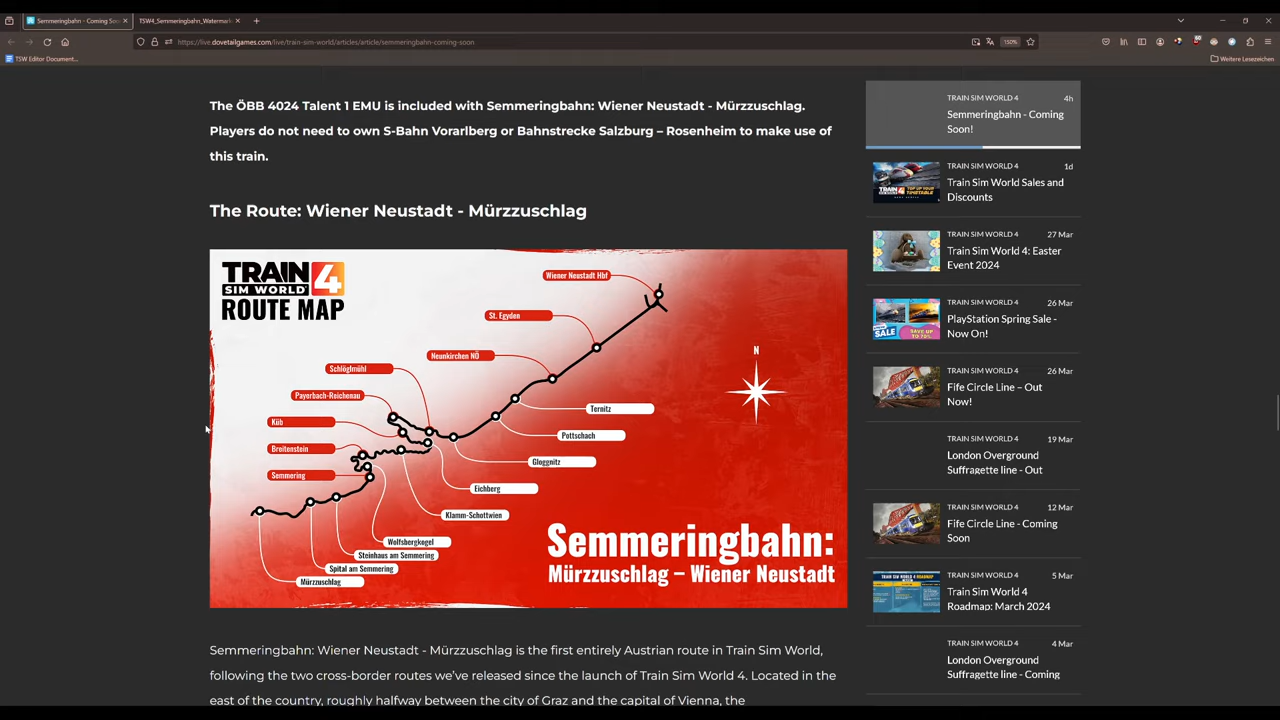 Semmeringbahn - Coming Soo
TSW4_Semmeringbahn_Watermar
https://live.dovetailgames.com/live/train-sim-world/articles/article/semmeringbahn-coming-soon
150%
TSW Editor Document...
Weitere Lesezeichen
The ÖBB 4024 Talent 1 EMU is included with Semmeringbahn: Wiener Neustadt - Mürzzuschlag.
Players do not need to own S-Bahn Vorarlberg or Bahnstrecke Salzburg – Rosenheim to make use of
this train.
The Route: Wiener Neustadt - Mürzzuschlag
TRAIN 4
SIM WORLD
ROUTE MAP
Wiener Neustadt Hbf
St. Egyden
Neunkirchen NÖ
Schlöglmühl
Payerbach-Reichenau
Küb
Breitenstein
Semmering
N
Ternitz
Pottschach
Gloggnitz
Eichberg
Klamm-Schottwien
Wolfsbergkogel
Steinhaus am Semmering
Spital am Semmering
Mürzzuschlag
Semmeringbahn:
Mürzzuschlag – Wiener Neustadt
Semmeringbahn: Wiener Neustadt - Mürzzuschlag is the first entirely Austrian route in Train Sim World,
following the two cross-border routes we've released since the launch of Train Sim World 4. Located in the
east of the country, roughly halfway between the city of Graz and the capital of Vienna, the
TRAIN SIM WORLD 4 4h
Semmeringbahn - Coming
Soon!
TRAIN SIM WORLD 4 1d
Train Sim World Sales and
Discounts
TRAIN SIM WORLD 4 27 Mar
Train Sim World 4: Easter
Event 2024
TRAIN SIM WORLD 4 26 Mar
PlayStation Spring Sale -
Now On!
TRAIN SIM WORLD 4 26 Mar
Fife Circle Line – Out
Now!
TRAIN SIM WORLD 4 19 Mar
London Overground
Suffragette line - Out
TRAIN SIM WORLD 4 12 Mar
Fife Circle Line - Coming
Soon
TRAIN SIM WORLD 4 5 Mar
Train Sim World 4
Roadmap: March 2024
TRAIN SIM WORLD 4 4 Mar
London Overground
Suffragette line - Coming